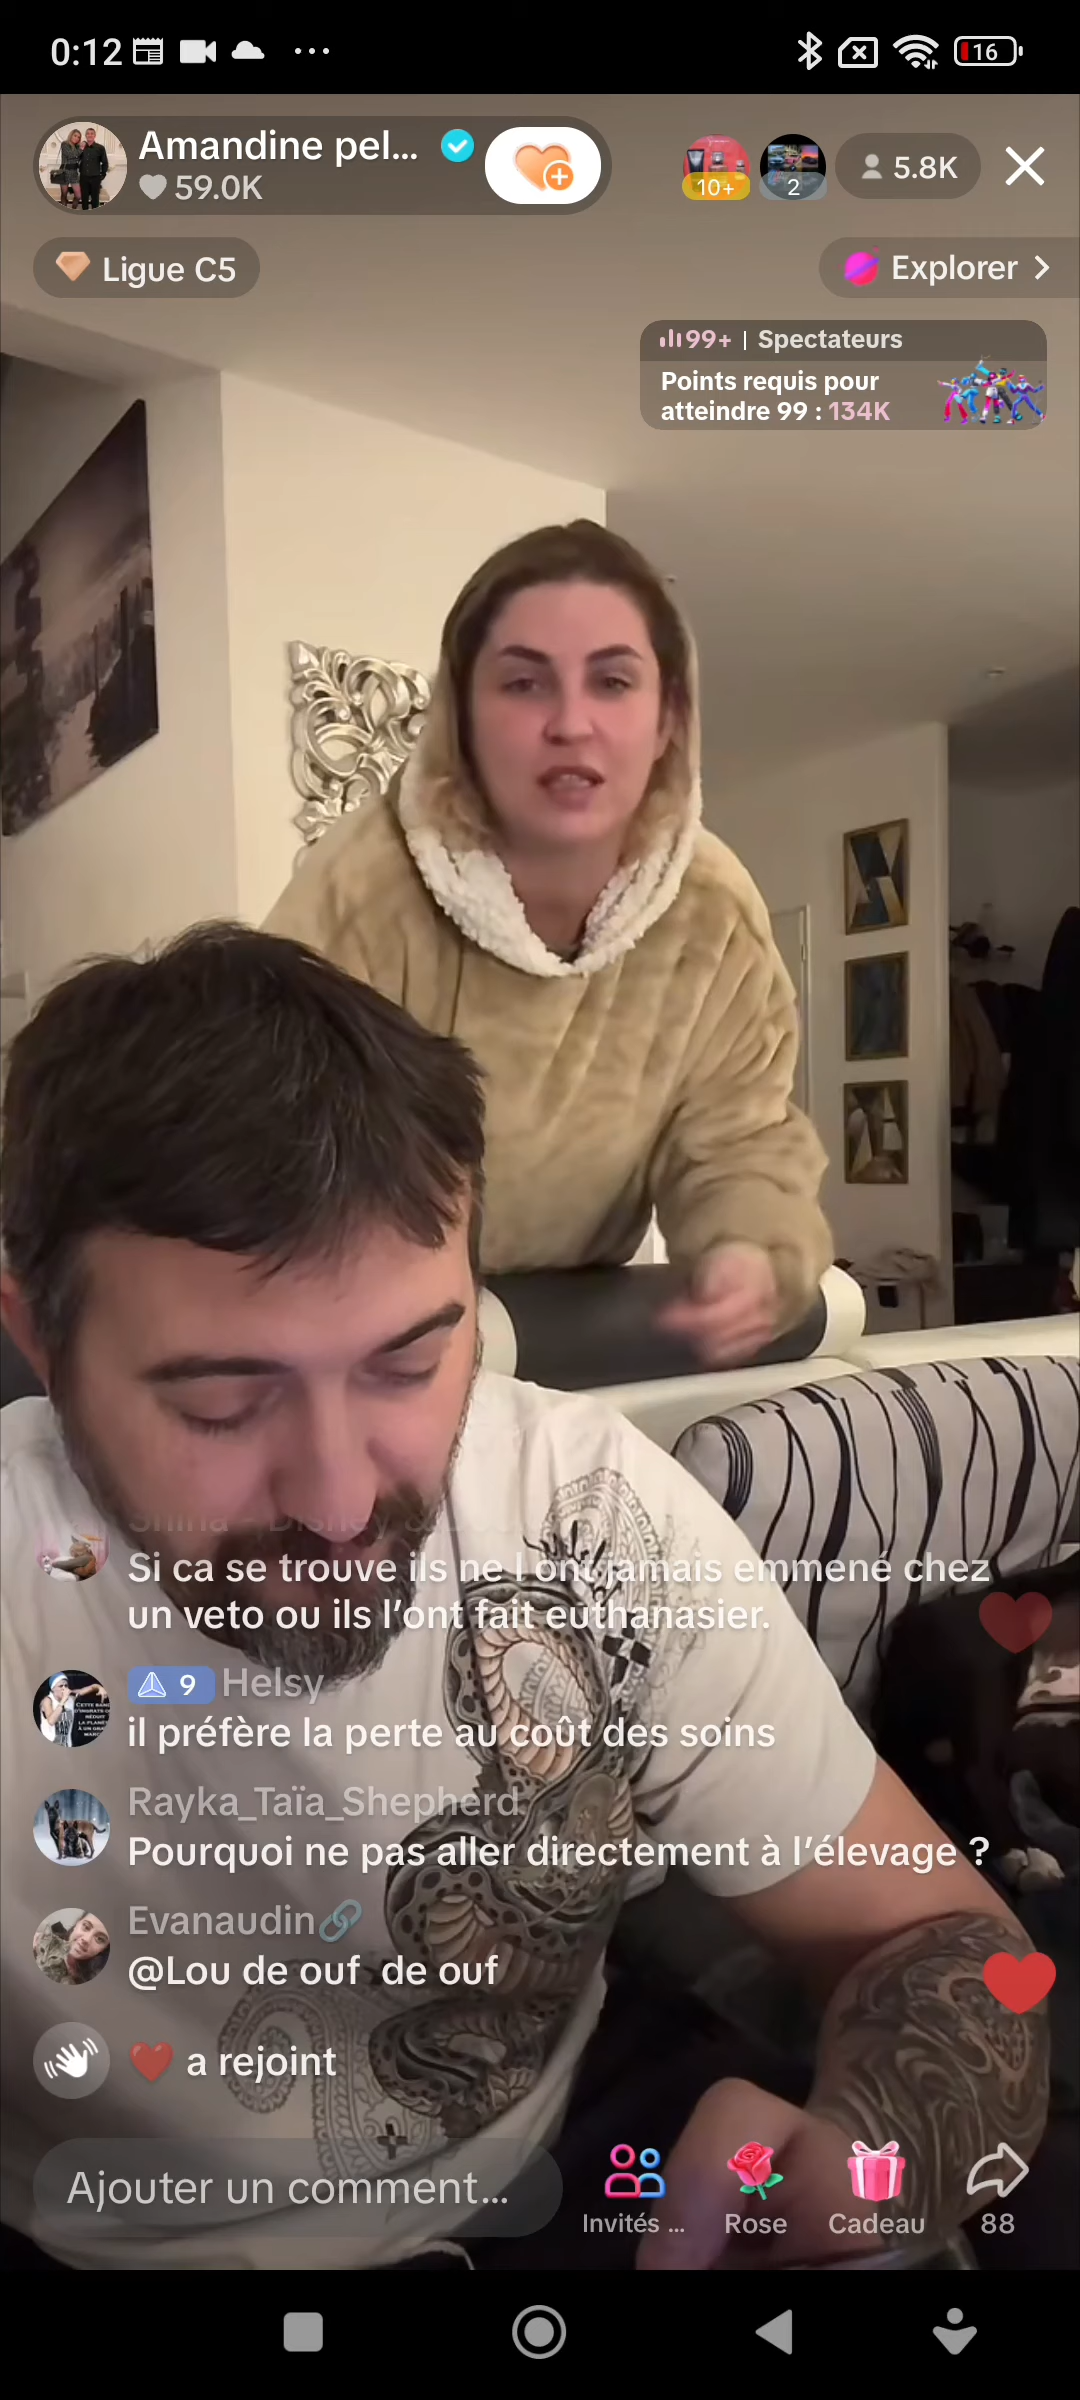 0:12
16
Amandine pel...
59.0K
10+
2
5.8K
Ligue C5
Explorer
99+ | Spectateurs
Points requis pour
atteindre 99 : 134K
Si ca se trouve ils ne l ont jamais emmené chez
un veto ou ils l’ont fait euthanasier.
9 Helsy
il préfère la perte au coût des soins
Rayka_Taïa_Shepherd
Pourquoi ne pas aller directement à l’élevage ?
Evanaudin
@Lou de ouf de ouf
a rejoint
Ajouter un comment...
Invités ...
Rose
Cadeau
88